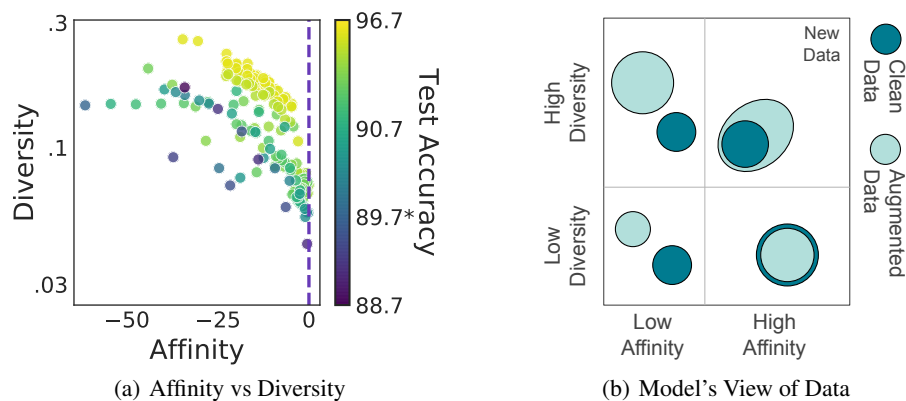 .3
.1
.03
Diversity
−50
−25
0
Affinity
96.7
90.7
89.7*
88.7
Test Accuracy
(a) Affinity vs Diversity
New
Data
High
Diversity
Low
Diversity
Low
Affinity
High
Affinity
Clean
Data
Augmented
Data
(b) Model's View of Data